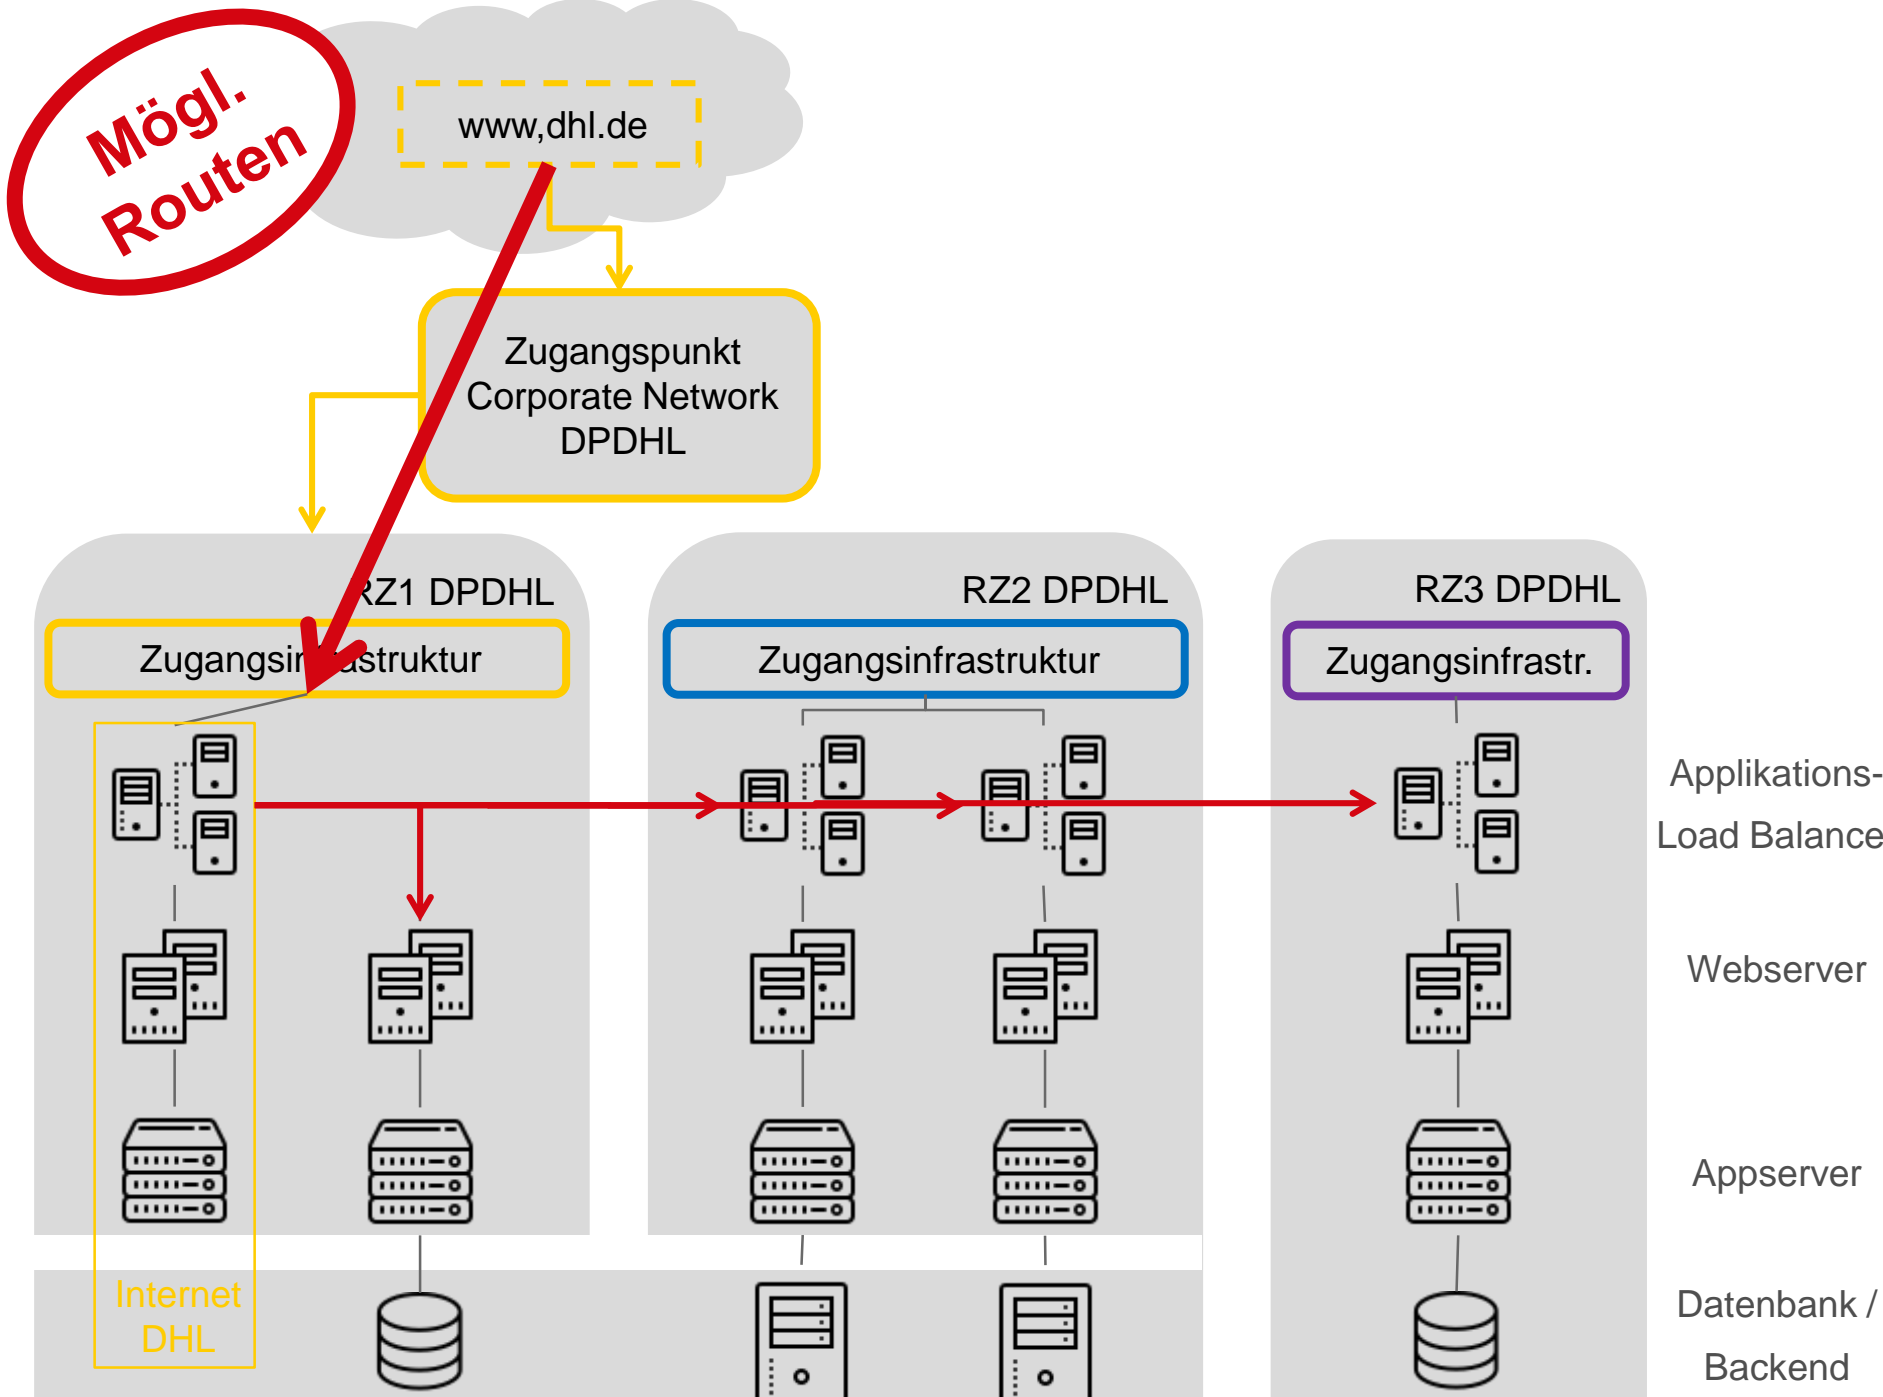 Mögl.
Routen
www,dhl.de
Zugangspunkt
Corporate Network
DPDHL
RZ1 DPDHL
RZ2 DPDHL
RZ3 DPDHL
Zugangsinfrastruktur
Zugangsinfrastruktur
Zugangsinfrastr.
Applikations-
Load Balance
Webserver
Appserver
Internet
DHL
Datenbank /
Backend